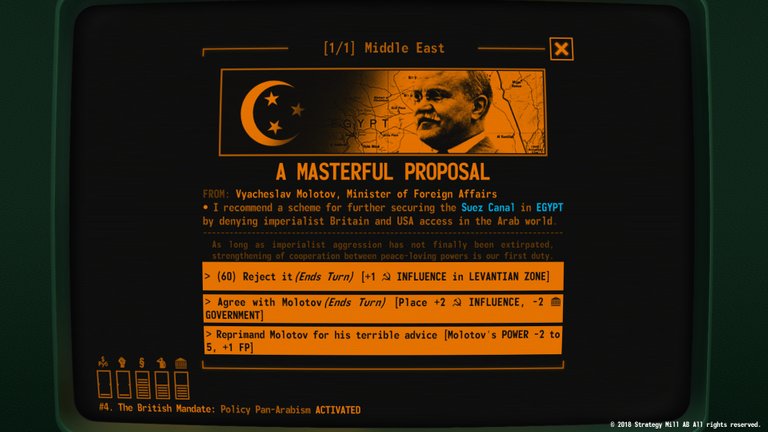 [1/1] Middle East
EGYPT
A MASTERFUL PROPOSAL
FROM: Vyacheslav Molotov, Minister of Foreign Affairs
• I recommend a scheme for further securing the Suez Canal in EGYPT
by denying imperialist Britain and USA access in the Arab world.
As long as imperialist aggression has not finally been extirpated,
strengthening of cooperation between peace-loving powers is our first duty.
> (60) Reject it (Ends Turn) [+1 ☭ INFLUENCE in LEVANTIAN ZONE]
> Agree with Molotov (Ends Turn) [Place +2 ☭ INFLUENCE, -2 🏛
GOVERNMENT]
> Reprimand Molotov for his terrible advice [Molotov's POWER -2 to
5, +1 FP]
#4. The British Mandate: Policy Pan-Arabism ACTIVATED
© 2018 Strategy Mill AB All rights reserved.